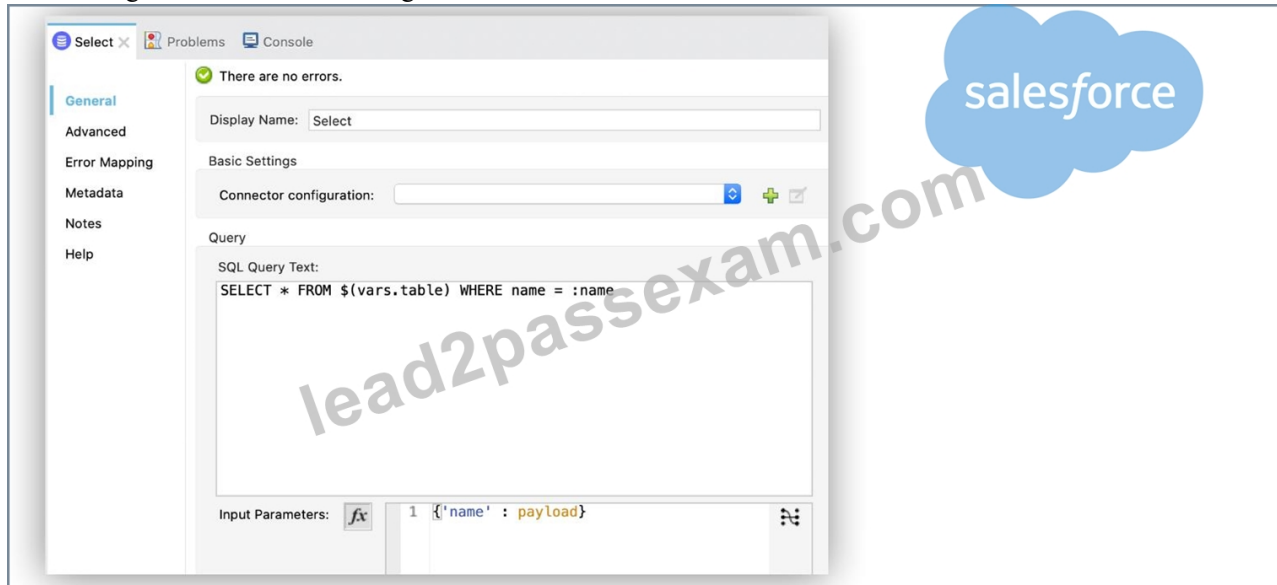 Select Problems Console
There are no errors.
General
Advanced
Error Mapping
Metadata
Notes
Help
Display Name: Select
Basic Settings
Connector configuration:
Query
SQL Query Text:
SELECT * FROM $(vars.table) WHERE name = :name
Input Parameters: fx 1 {'name' : payload}
salesforce
lead2passexam.com